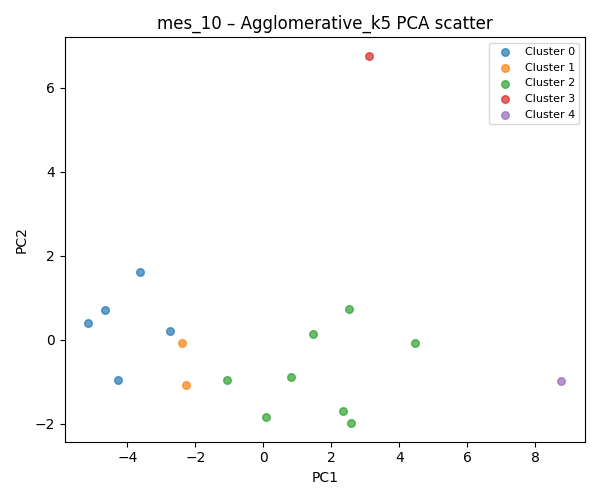 mes_10 – Agglomerative_k5 PCA scatter
Cluster 0
Cluster 1
Cluster 2
Cluster 3
Cluster 4
PC2
6
4
2
0
−2
−4 −2 0 2 4 6 8
PC1